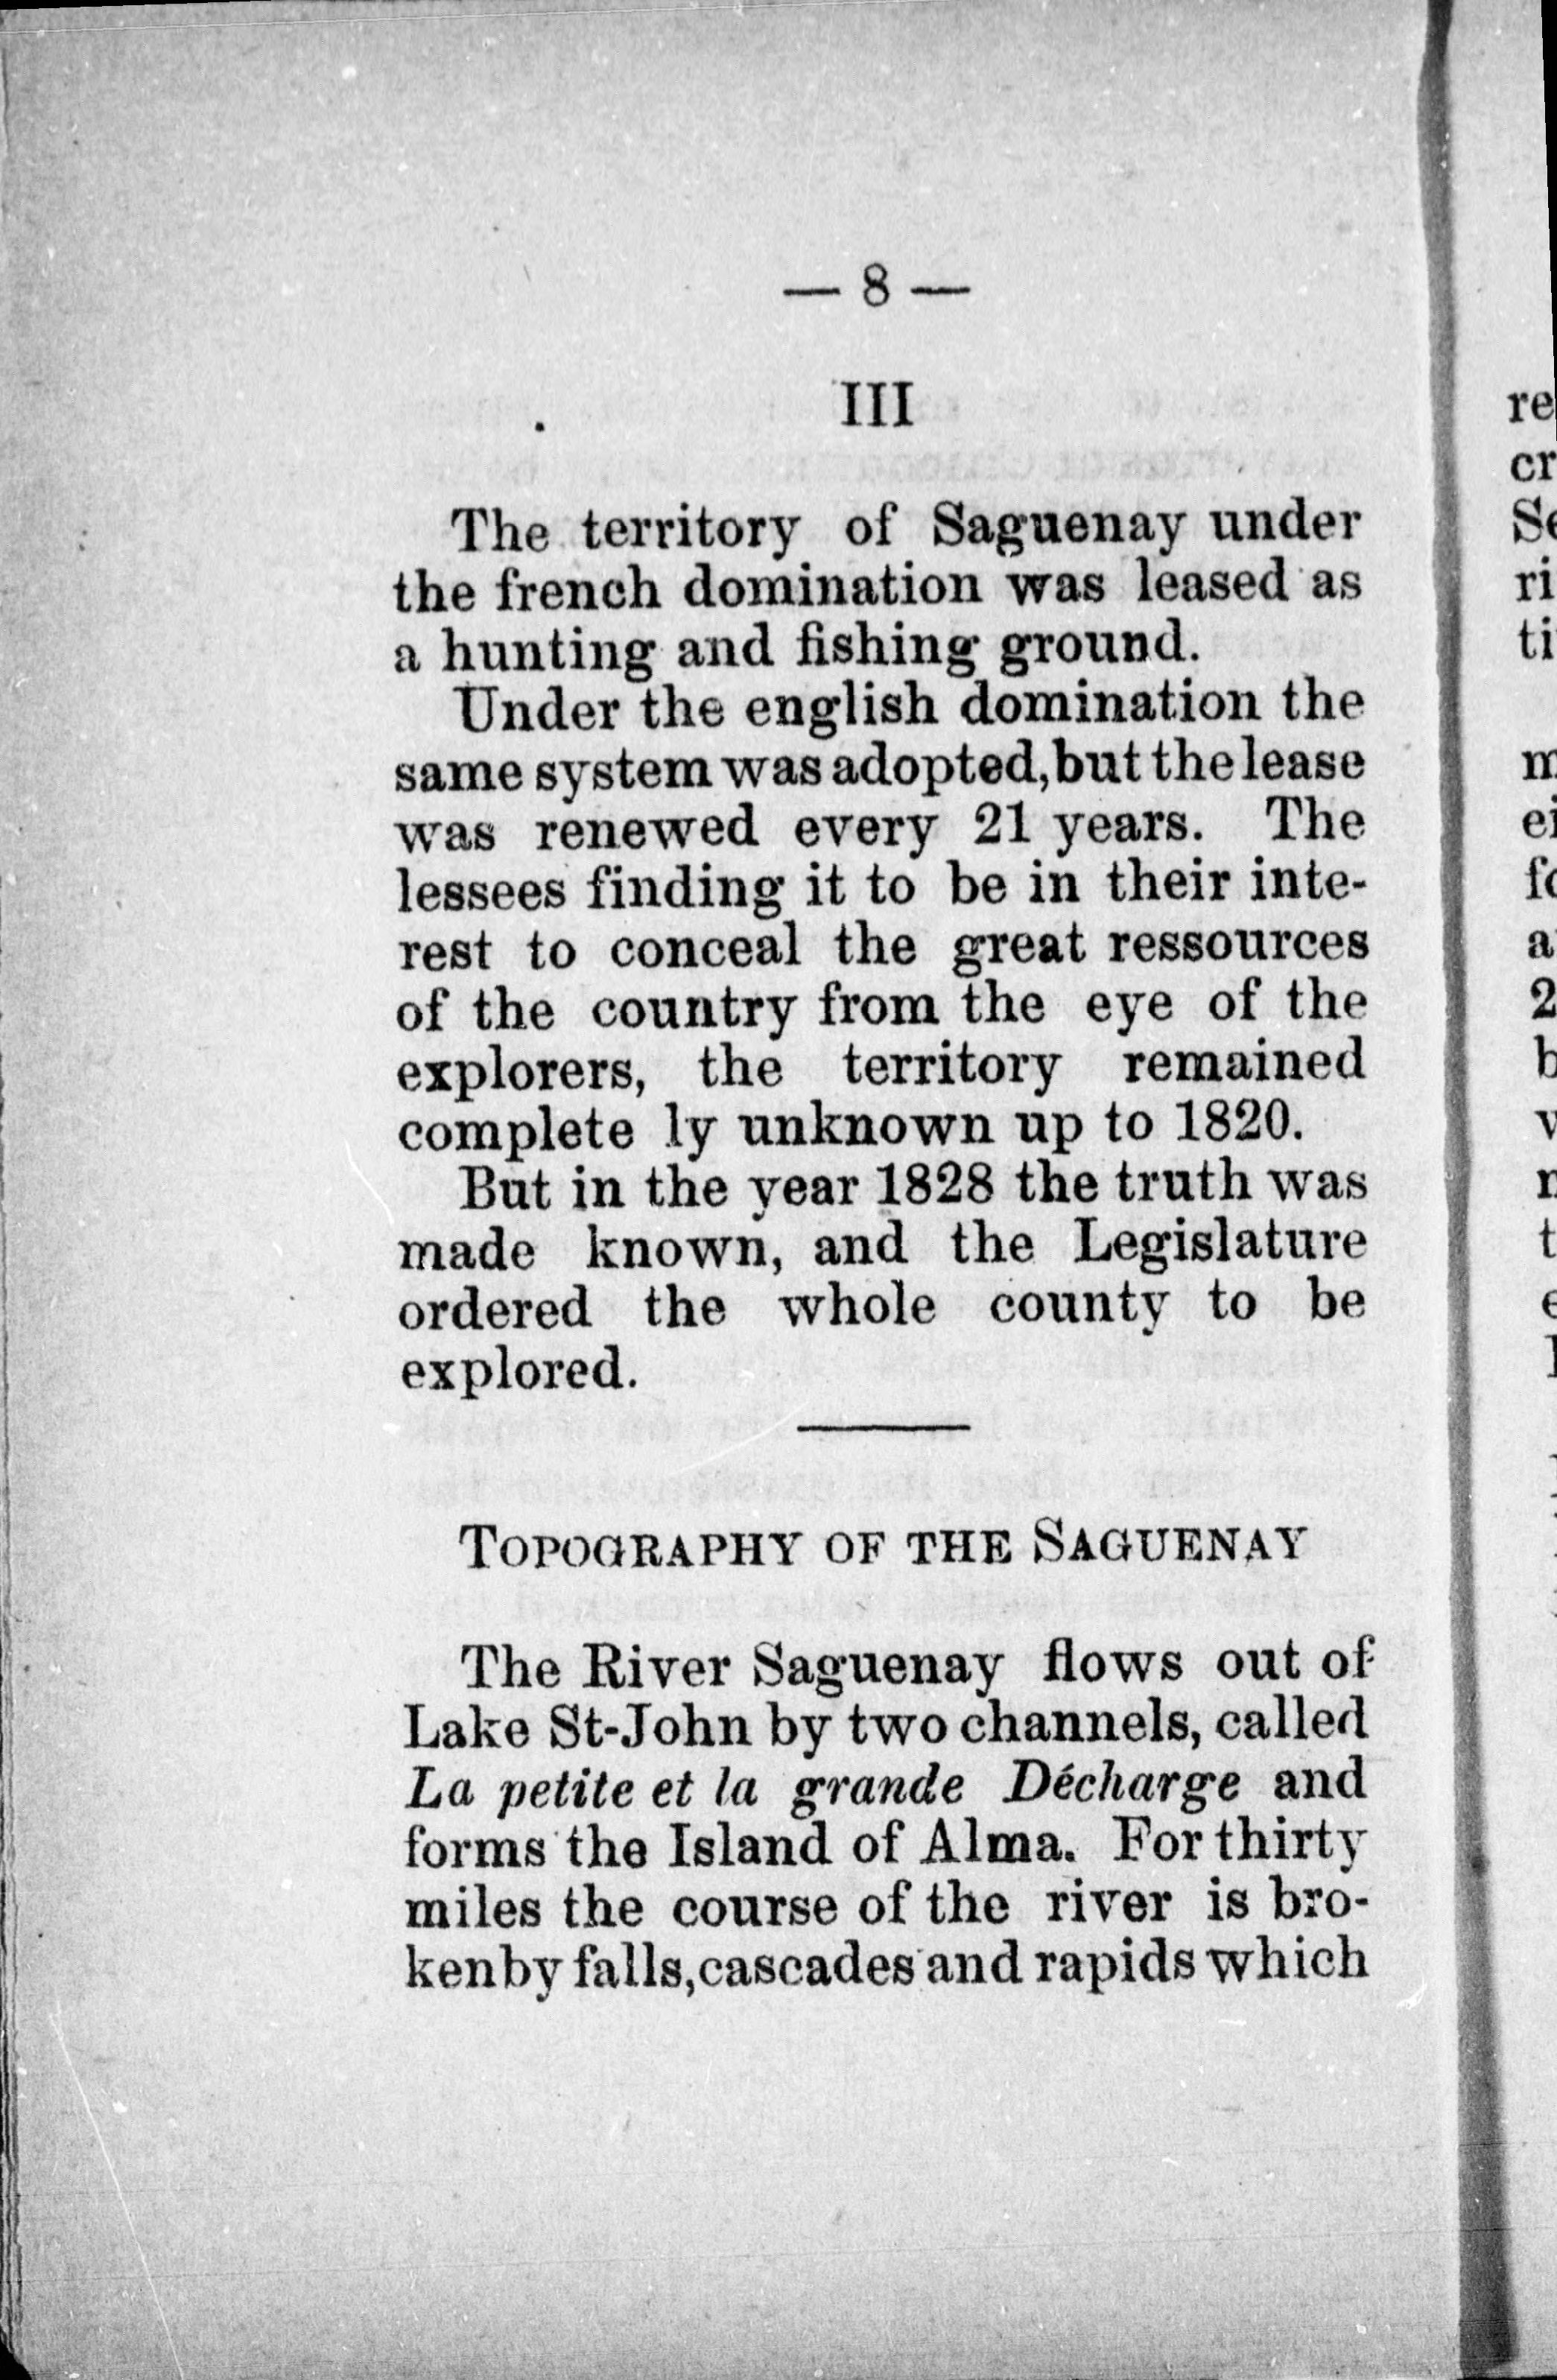 — 8 —
III
The territory of Saguenay under
the french domination was leased as
a hunting and fishing ground.
Under the english domination the
same system was adopted, but the lease
was renewed every 21 years. The
lessees finding it to be in their inte-
rest to conceal the great ressources
of the country from the eye of the
explorers, the territory remained
complete ly unknown up to 1820.
But in the year 1828 the truth was
made known, and the Legislature
ordered the whole county to be
explored.
TOPOGRAPHY OF THE SAGUENAY
The River Saguenay flows out of
Lake St-John by two channels, called
La petite et la grande Décharge and
forms the Island of Alma. For thirty
miles the course of the river is bro-
ken by falls, cascades and rapids which